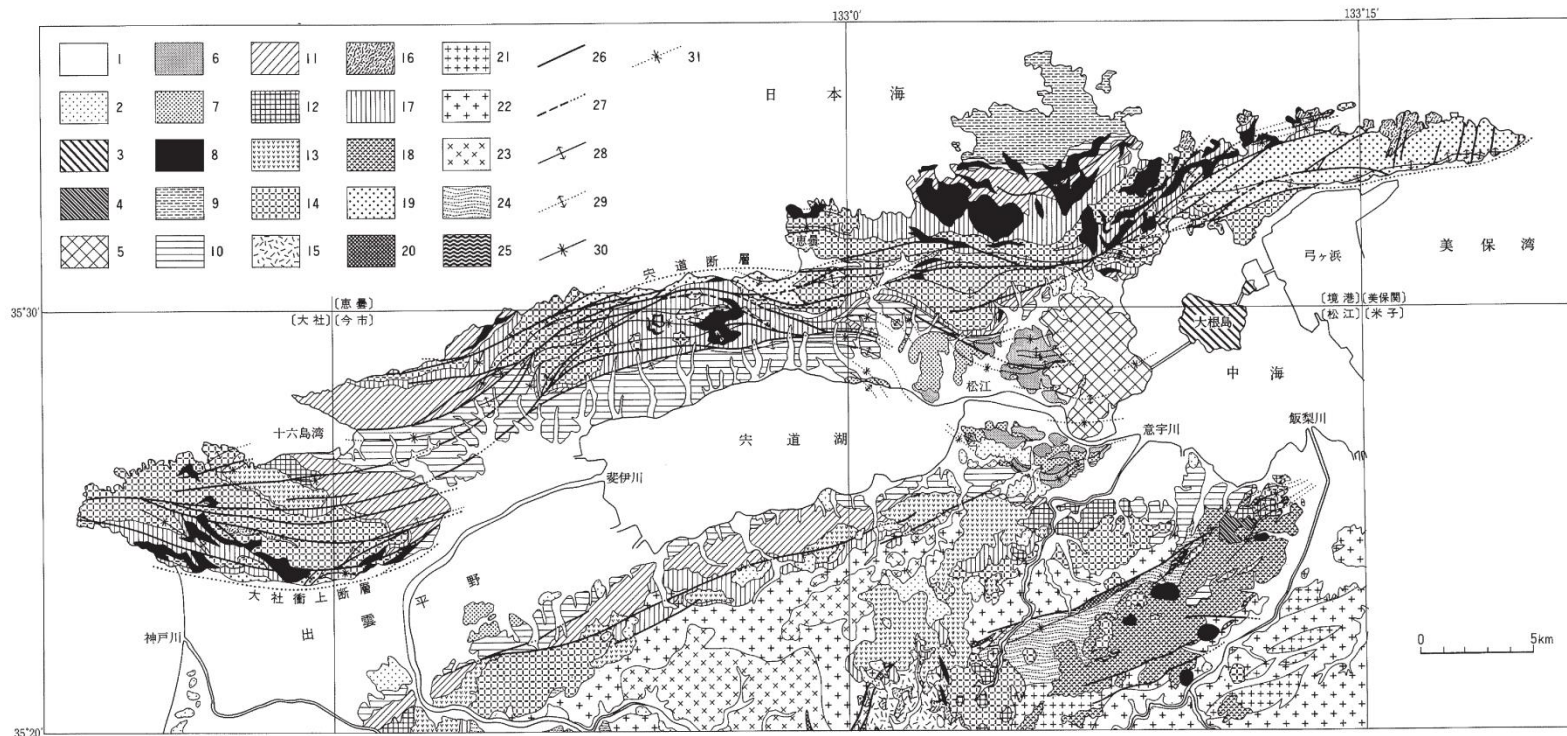 133°0′
133°15′
1 6 11 16 21 26 31
2 7 12 17 22 27
3 8 13 18 23 28
4 9 14 19 24 29
5 10 15 20 25 30
日本海
恵曇
宍道断層
美保湾
弓ヶ浜
35°30′
〔恵曇〕
〔大社〕〔今市〕
〔境港〕〔美保関〕
〔松江〕〔米子〕
大根島
中海
松江
十六島湾
宍道湖
意宇川
飯梨川
斐伊川
大社衝上断層
出雲平野
神戸川
0 5km
35°20′